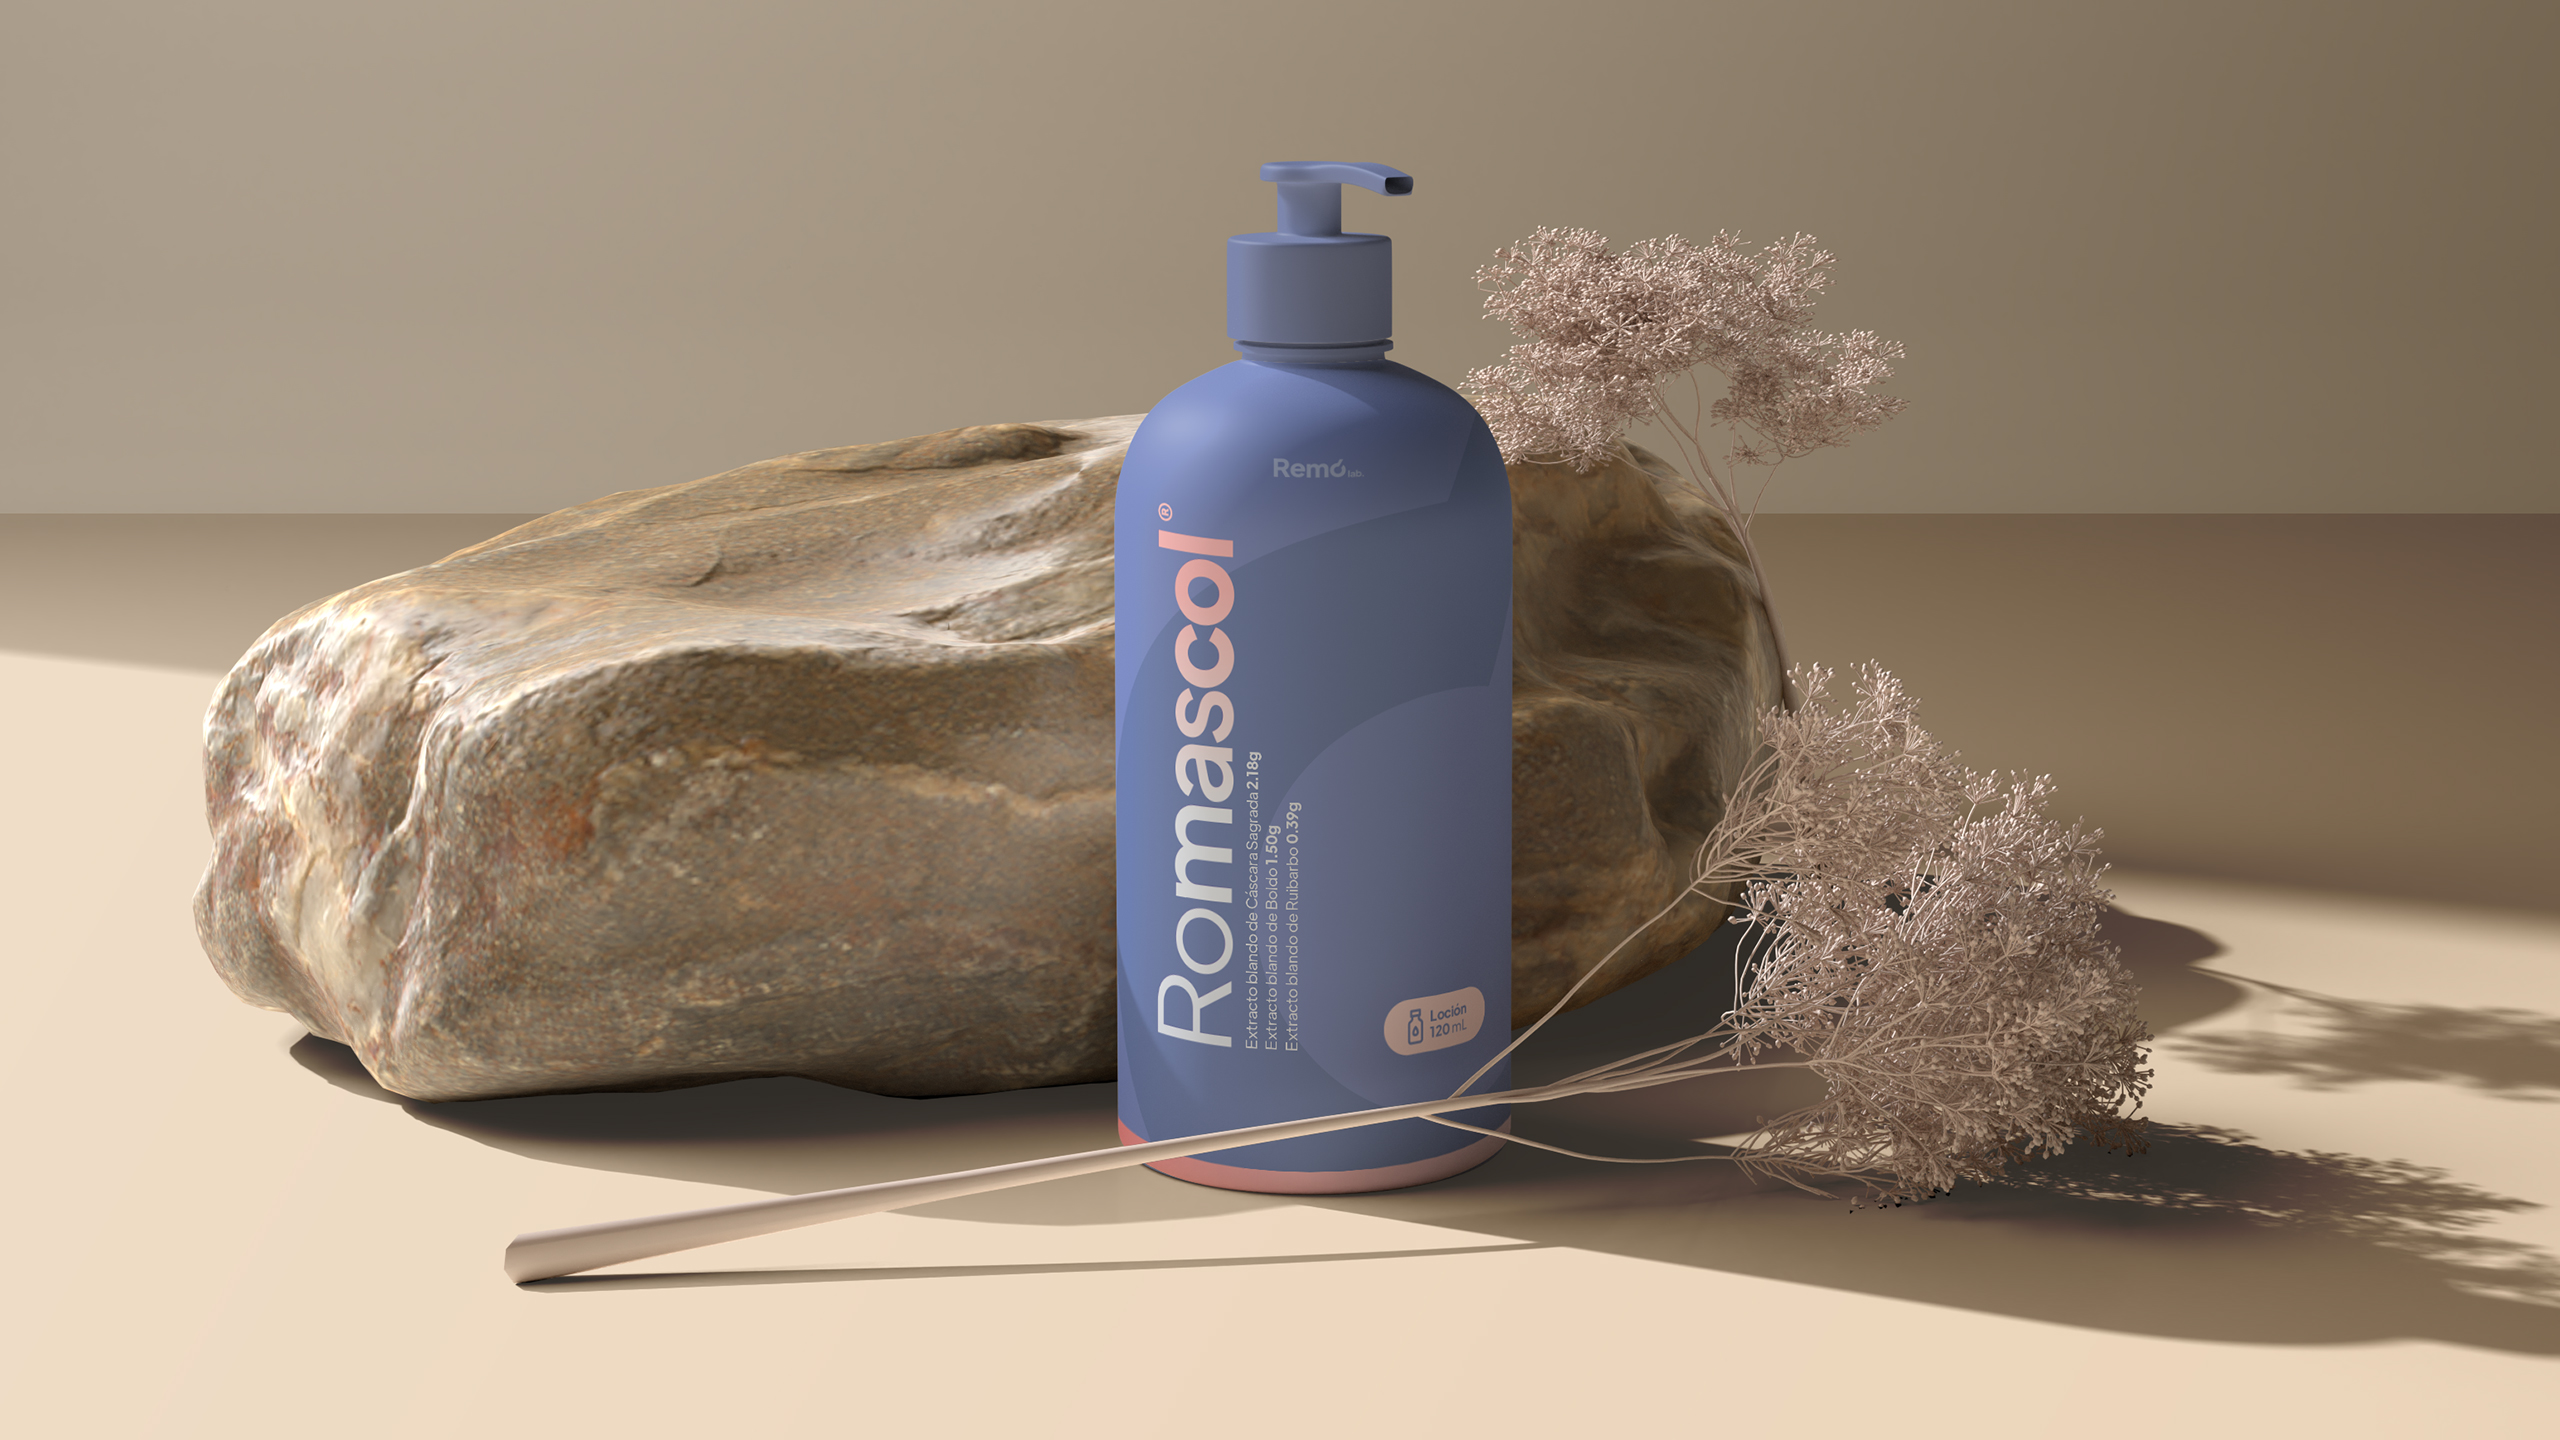 Remó lab.
Romascol®
Extracto blando de Cáscara Sagrada 2.18g
Extracto blando de Boldo 1.50g
Extracto blando de Ruibarbo 0.39g
Loción
120 mL